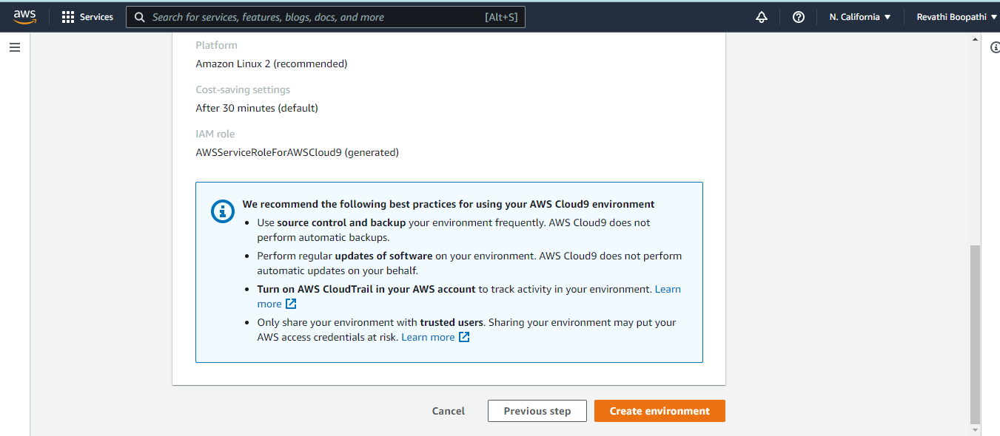 aws
Services
Search for services, features, blogs, docs, and more
[Alt+S]
N. California
Revathi Boopathi
Platform
Amazon Linux 2 (recommended)
Cost-saving settings
After 30 minutes (default)
IAM role
AWSServiceRoleForAWSCloud9 (generated)
We recommend the following best practices for using your AWS Cloud9 environment
Use source control and backup your environment frequently. AWS Cloud9 does not
perform automatic backups.
Perform regular updates of software on your environment. AWS Cloud9 does not perform
automatic updates on your behalf.
Turn on AWS CloudTrail in your AWS account to track activity in your environment. Learn
more
Only share your environment with trusted users. Sharing your environment may put your
AWS access credentials at risk. Learn more
Cancel
Previous step
Create environment